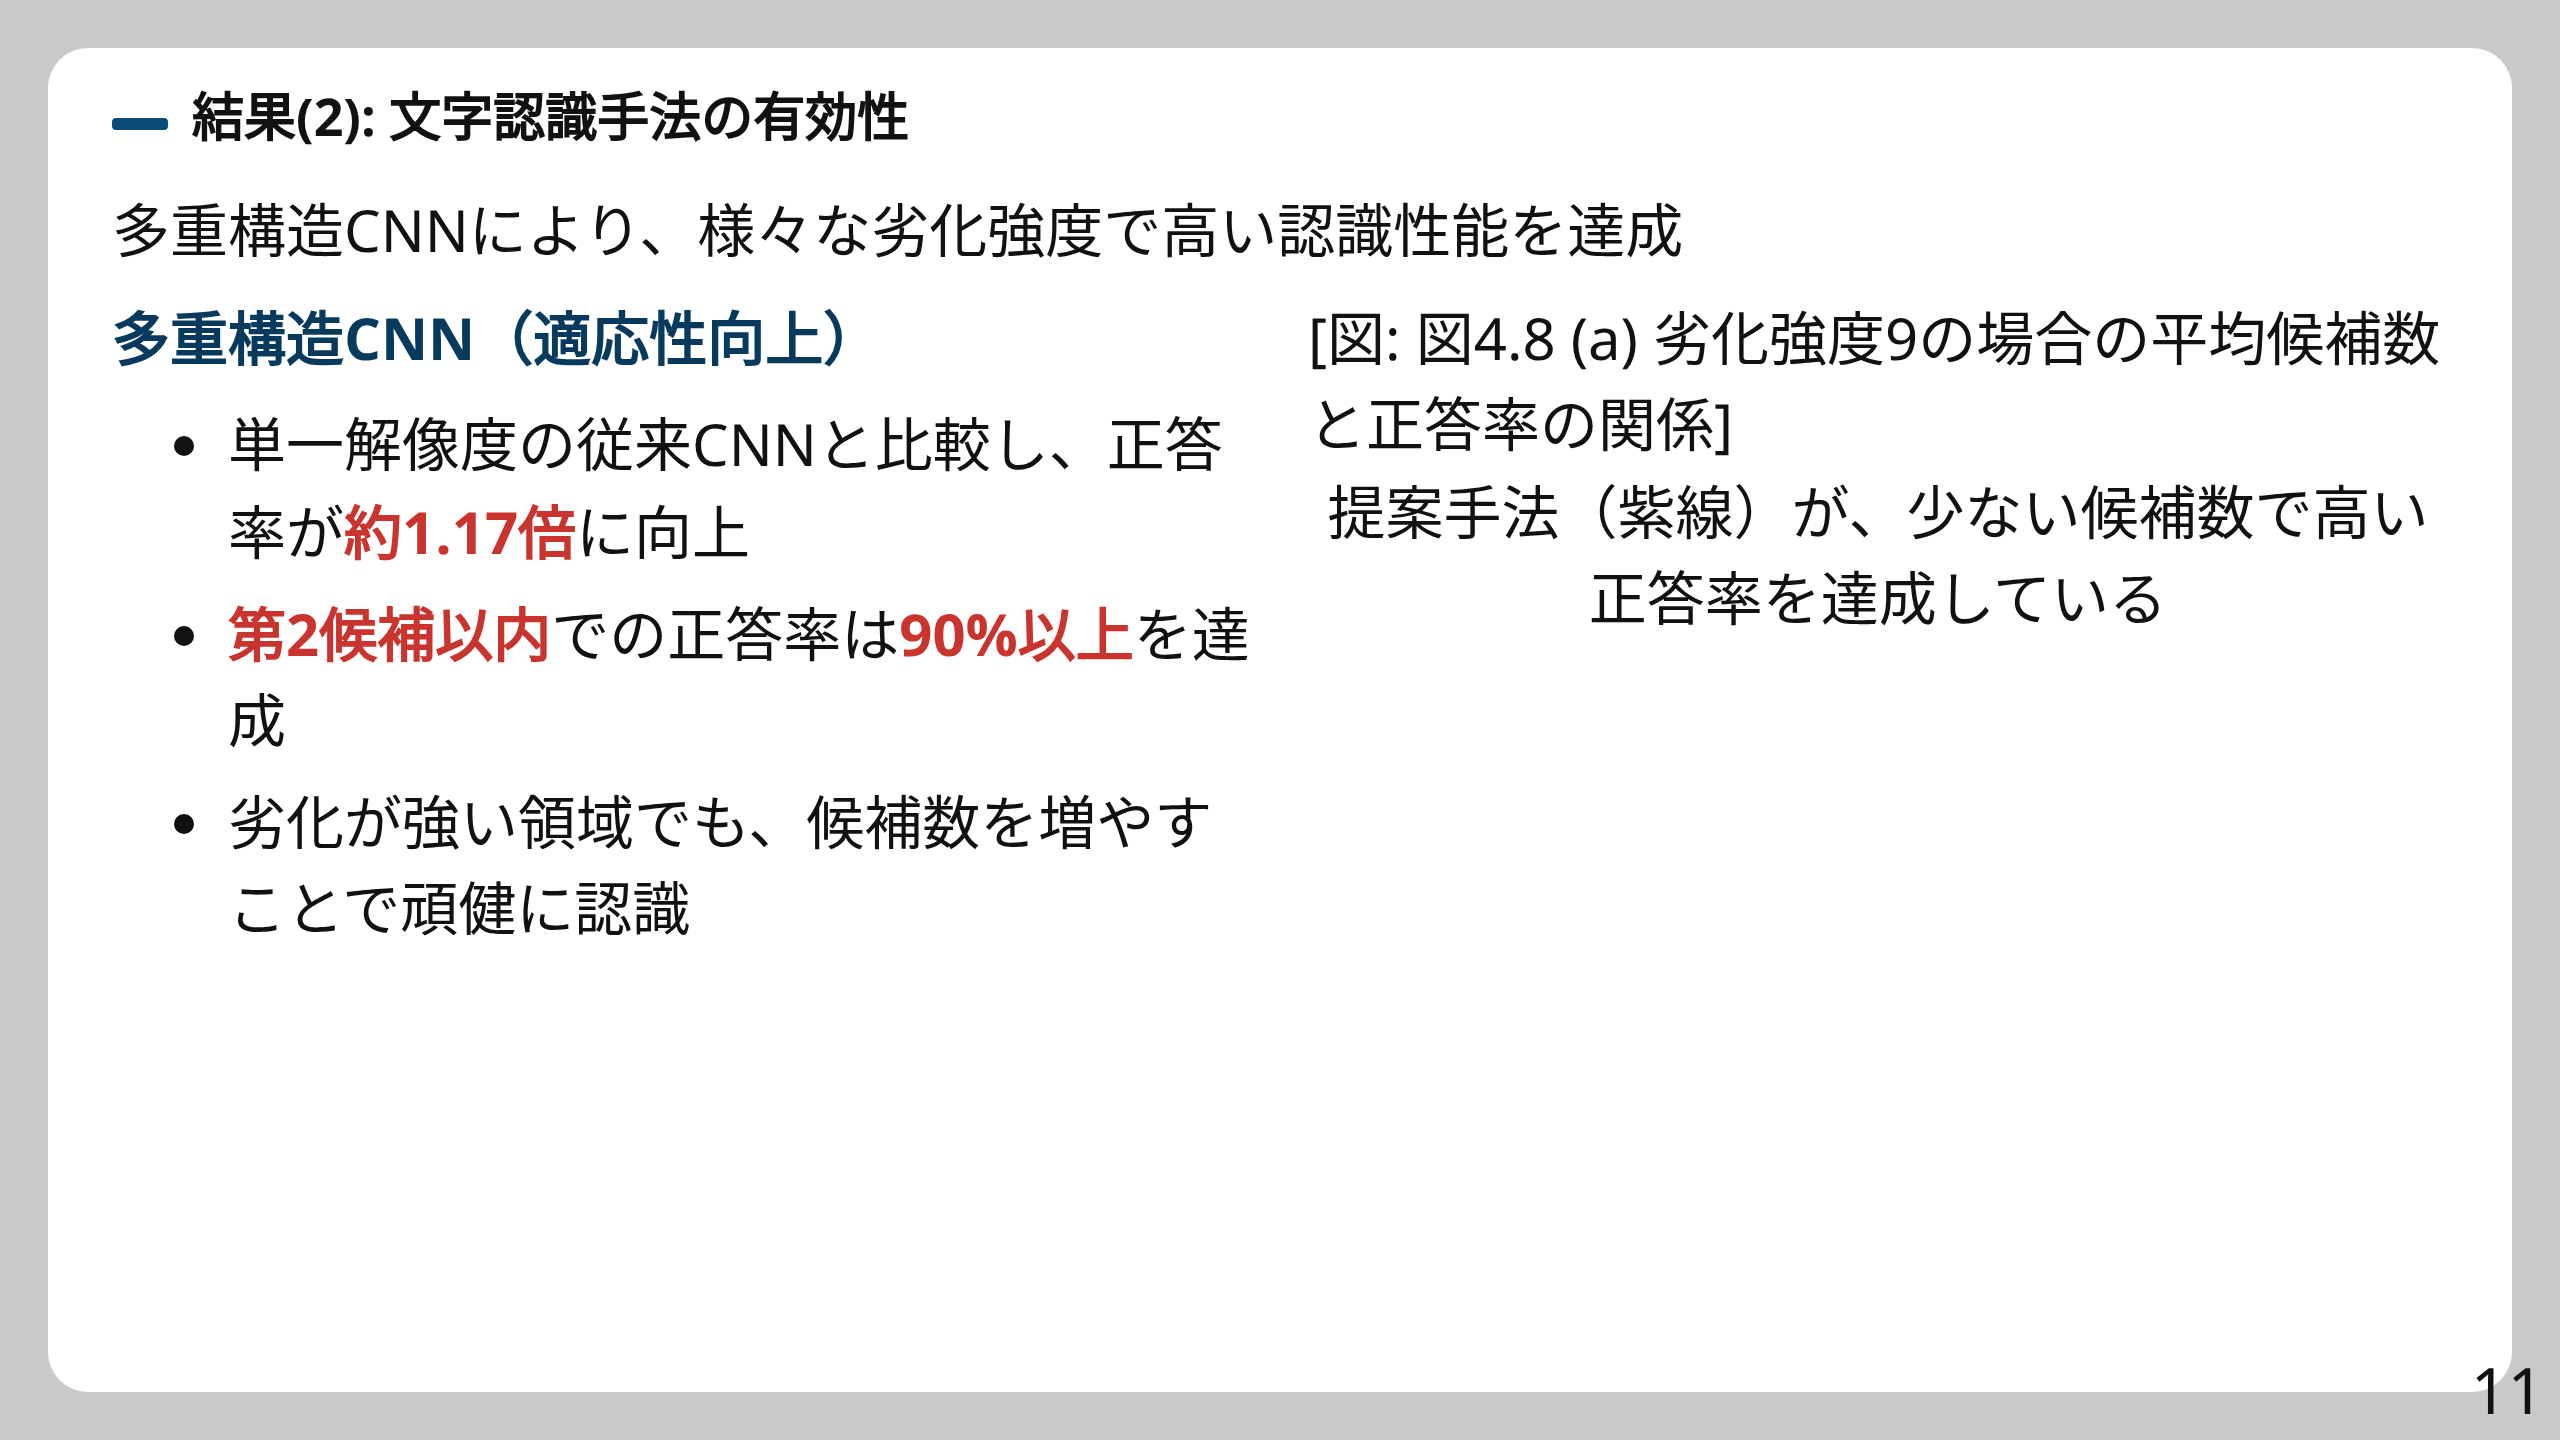 結果(2): 文字認識手法の有効性
多重構造CNNにより、様々な劣化強度で高い認識性能を達成
多重構造CNN（適応性向上）
• 単一解像度の従来CNNと比較し、正答
率が約1.17倍に向上
• 第2候補以内での正答率は90%以上を達
成
• 劣化が強い領域でも、候補数を増やす
ことで頑健に認識
[図: 図4.8 (a) 劣化強度9の場合の平均候補数
と正答率の関係]
提案手法（紫線）が、少ない候補数で高い
正答率を達成している
11